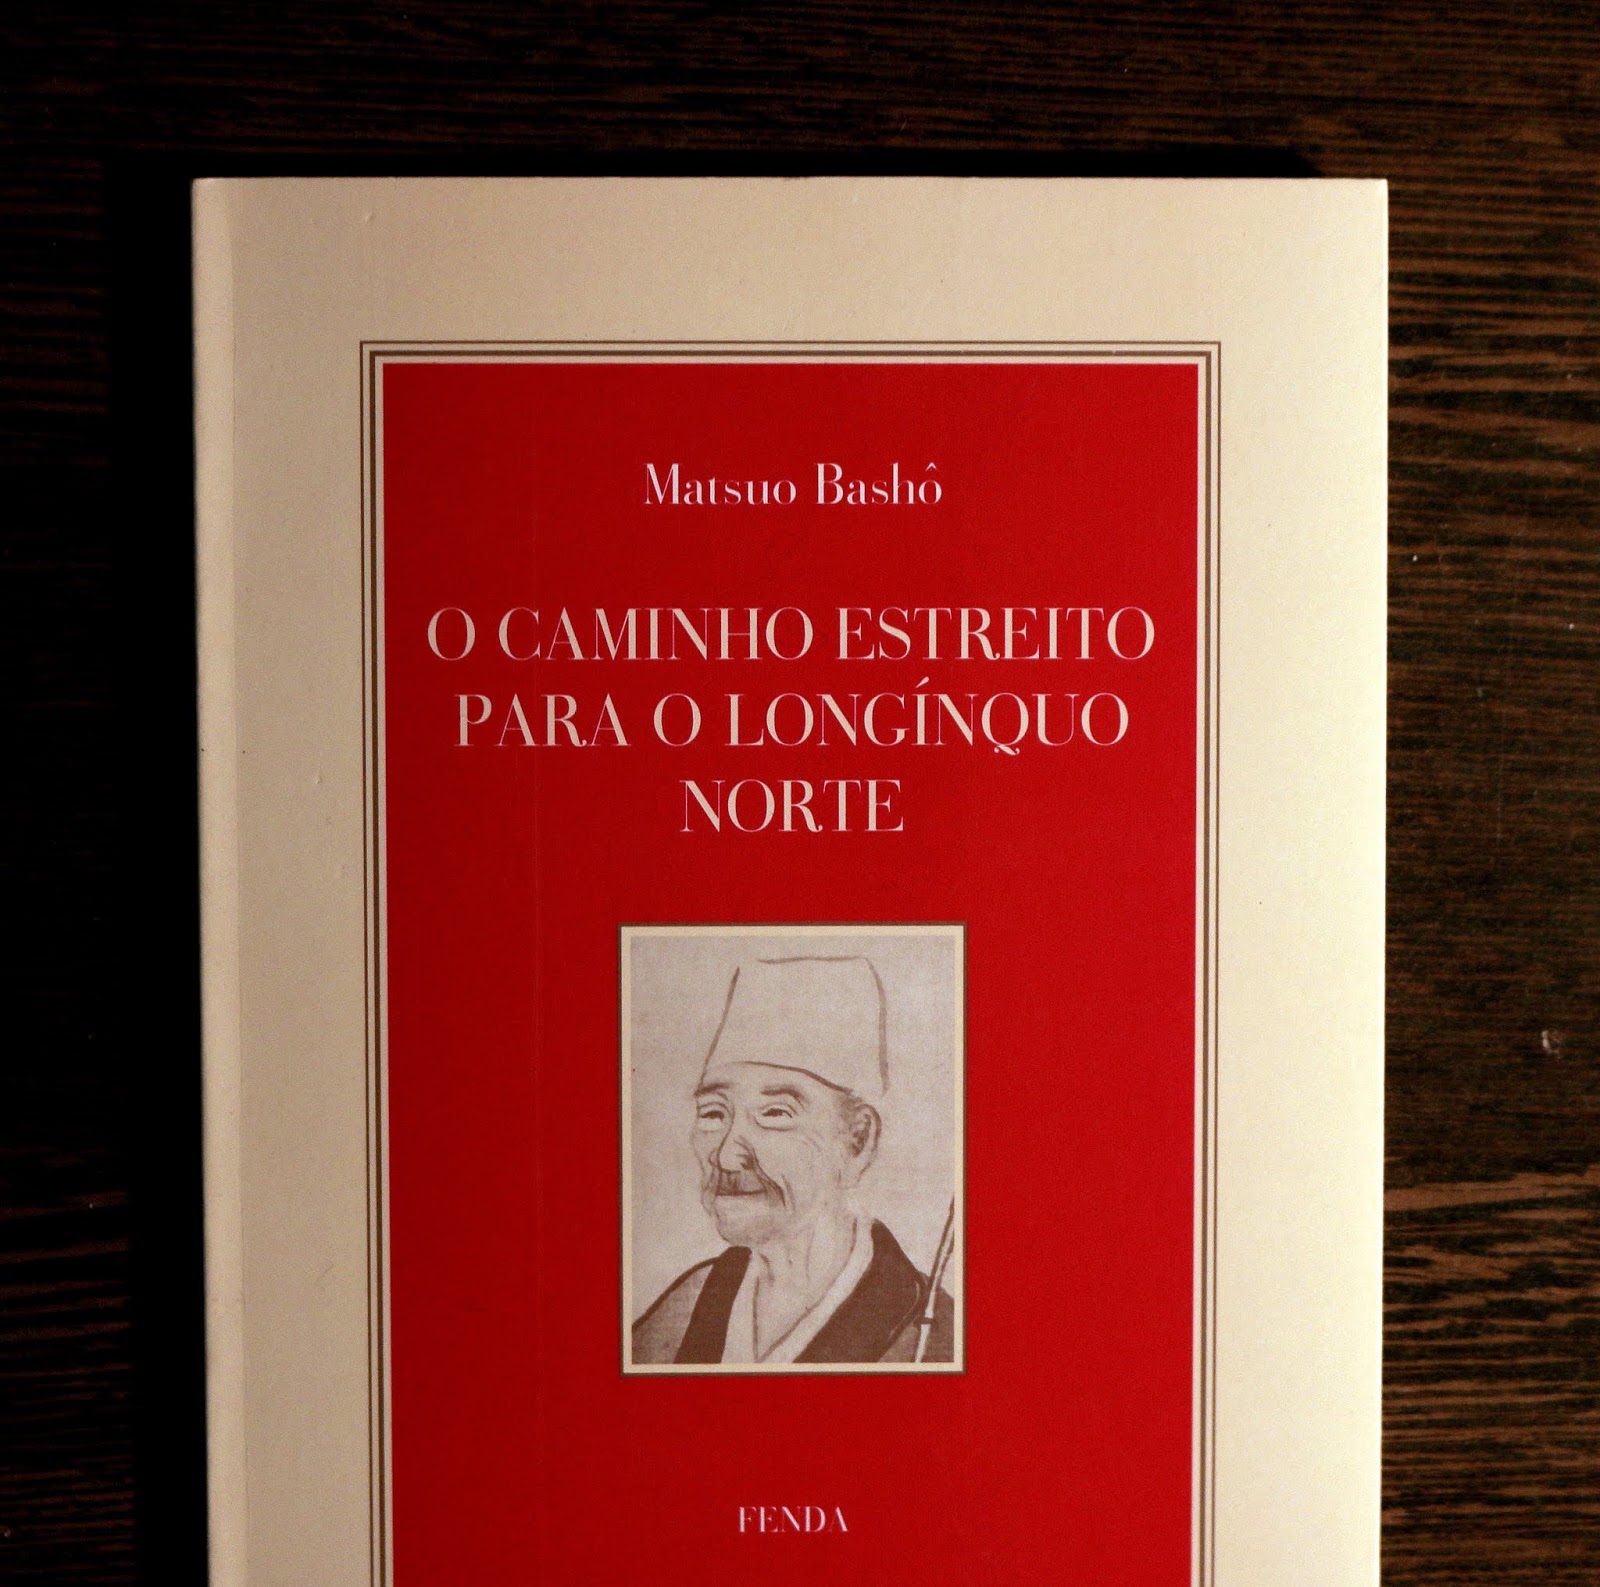 Matsuo Bashô
O CAMINHO ESTREITO
PARA O LONGÍNQUO
NORTE
FENDA